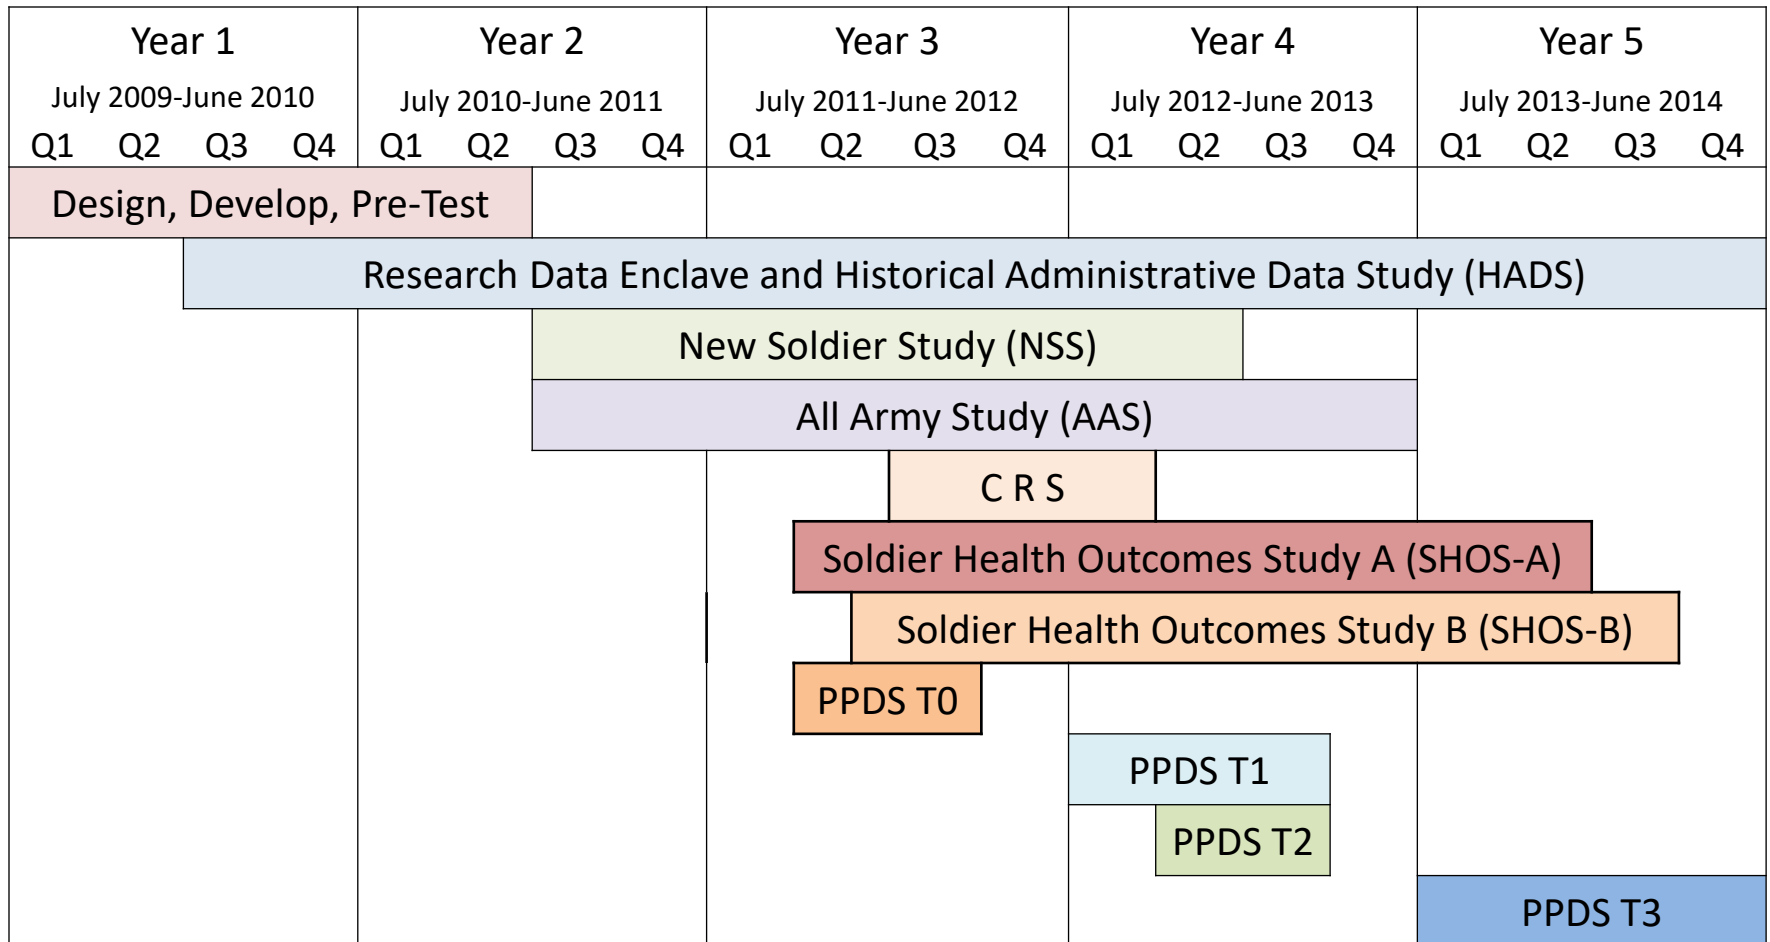 Year 1 Year 2 Year 3 Year 4 Year 5
July 2009-June 2010 July 2010-June 2011 July 2011-June 2012 July 2012-June 2013 July 2013-June 2014
Q1 Q2 Q3 Q4 Q1 Q2 Q3 Q4 Q1 Q2 Q3 Q4 Q1 Q2 Q3 Q4 Q1 Q2 Q3 Q4
Design, Develop, Pre-Test
Research Data Enclave and Historical Administrative Data Study (HADS)
New Soldier Study (NSS)
All Army Study (AAS)
C R S
Soldier Health Outcomes Study A (SHOS-A)
Soldier Health Outcomes Study B (SHOS-B)
PPDS T0
PPDS T1
PPDS T2
PPDS T3